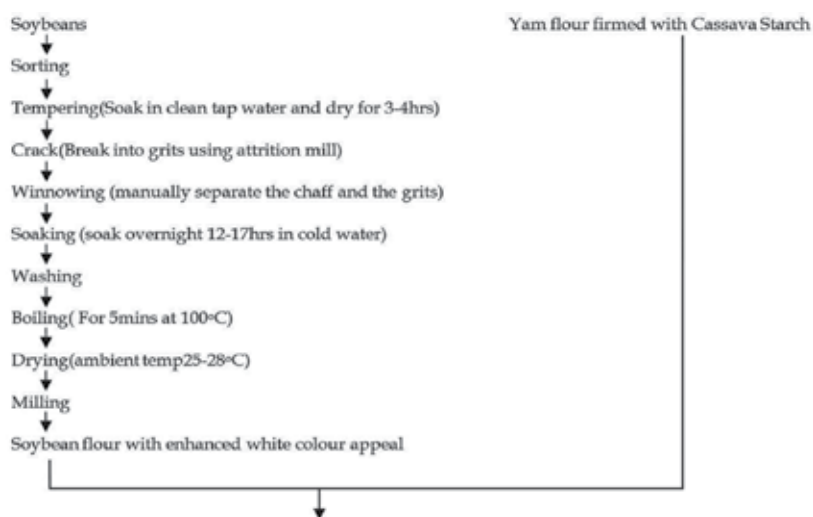 Soybeans
Yam flour firmed with Cassava Starch
Sorting
Tempering(Soak in clean tap water and dry for 3-4hrs)
Crack(Break into grits using attrition mill)
Winnowing (manually separate the chaff and the grits)
Soaking (soak overnight 12-17hrs in cold water)
Washing
Boiling( For 5mins at 100°C)
Drying(ambient temp25-28°C)
Milling
Soybean flour with enhanced white colour appeal